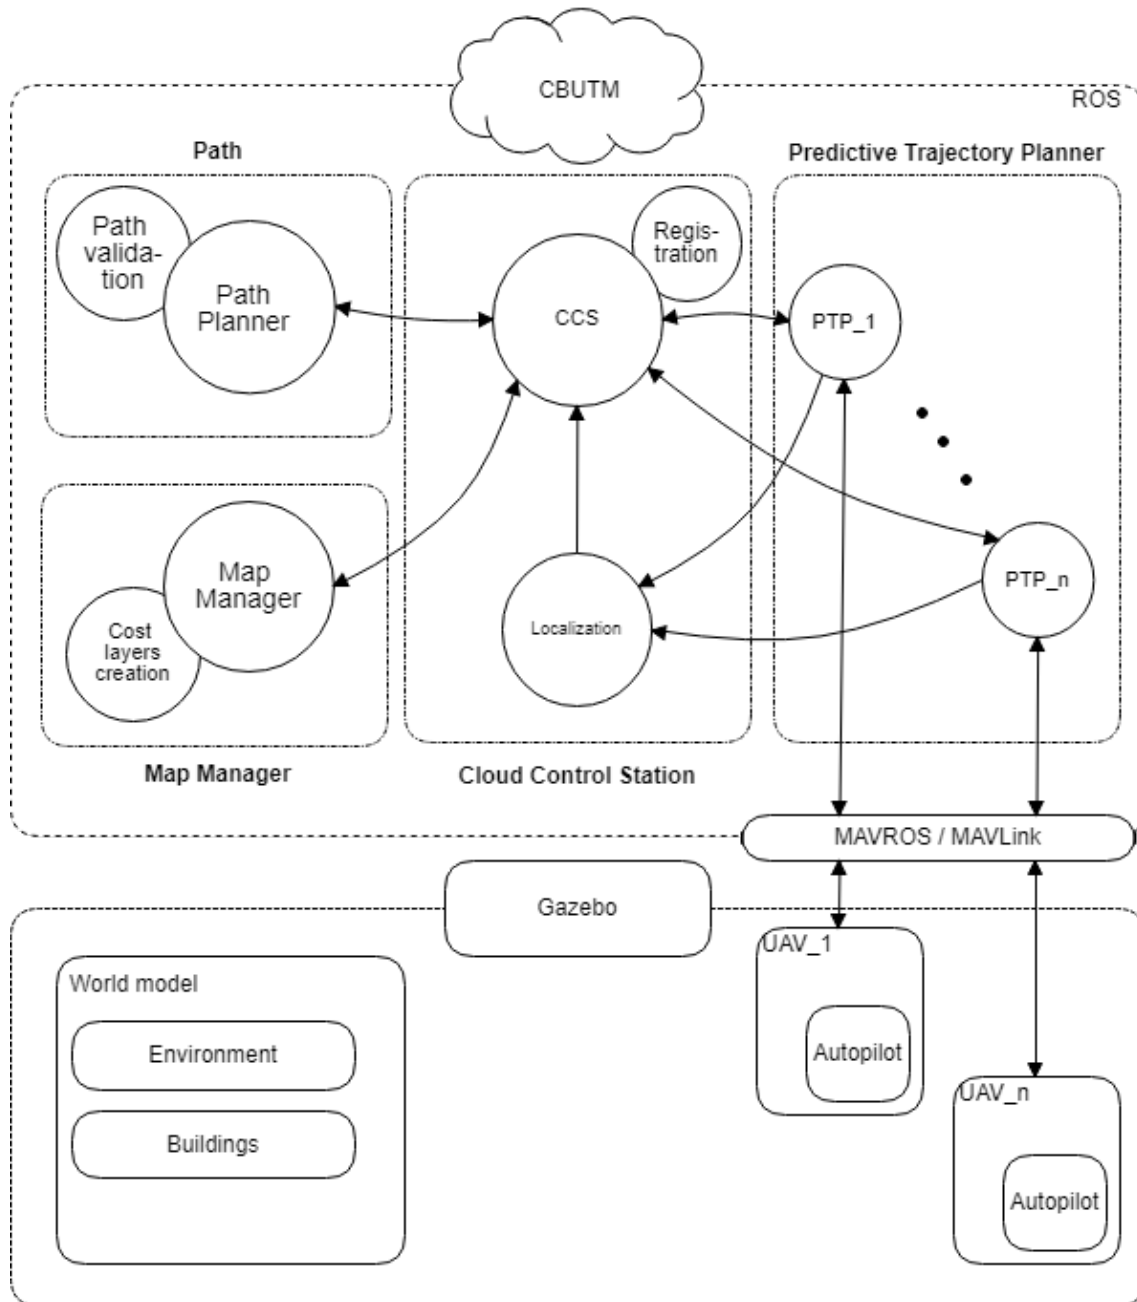 CBUTM
ROS
Path
Predictive Trajectory Planner
Path
valida-
tion
Path
Planner
Regis-
tration
CCS
PTP_1
Map
Manager
Cost
layers
creation
Localization
PTP_n
Map Manager
Cloud Control Station
MAVROS / MAVLink
Gazebo
World model
Environment
Buildings
UAV_1
Autopilot
UAV_n
Autopilot